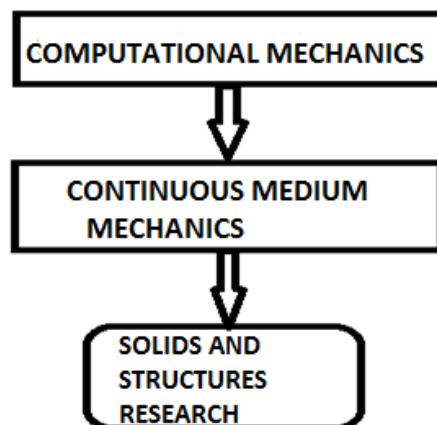 COMPUTATIONAL MECHANICS
CONTINUOUS MEDIUM
MECHANICS
SOLIDS AND
STRUCTURES
RESEARCH